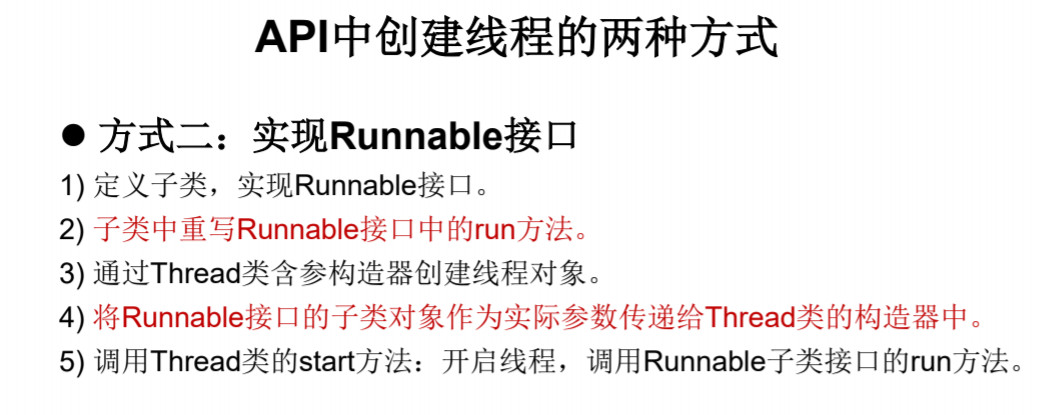 API中创建线程的两种方式
● 方式二：实现Runnable接口
1) 定义子类，实现Runnable接口。
2) 子类中重写Runnable接口中的run方法。
3) 通过Thread类含参构造器创建线程对象。
4) 将Runnable接口的子类对象作为实际参数传递给Thread类的构造器中。
5) 调用Thread类的start方法：开启线程，调用Runnable子类接口的run方法。